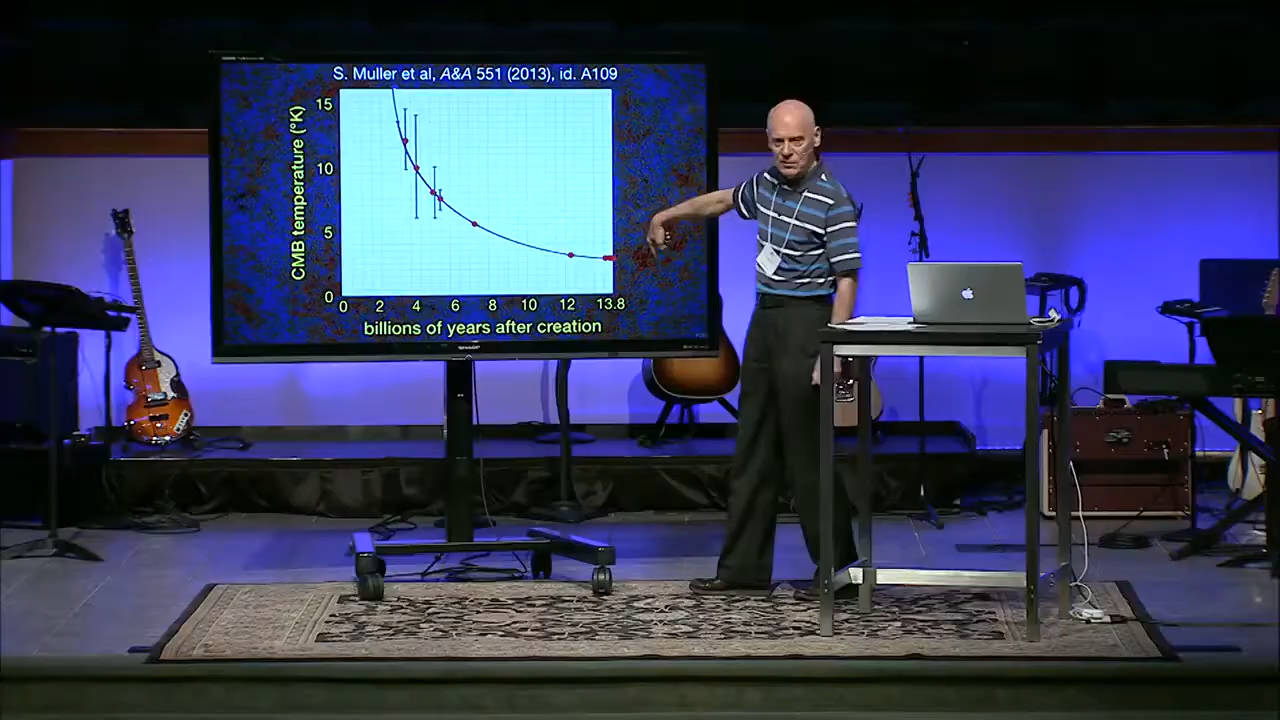 S. Muller et al, A&A 551 (2013), id. A109
CMB temperature (°K)
15
10
5
0
0 2 4 6 8 10 12 13.8
billions of years after creation
SHARP